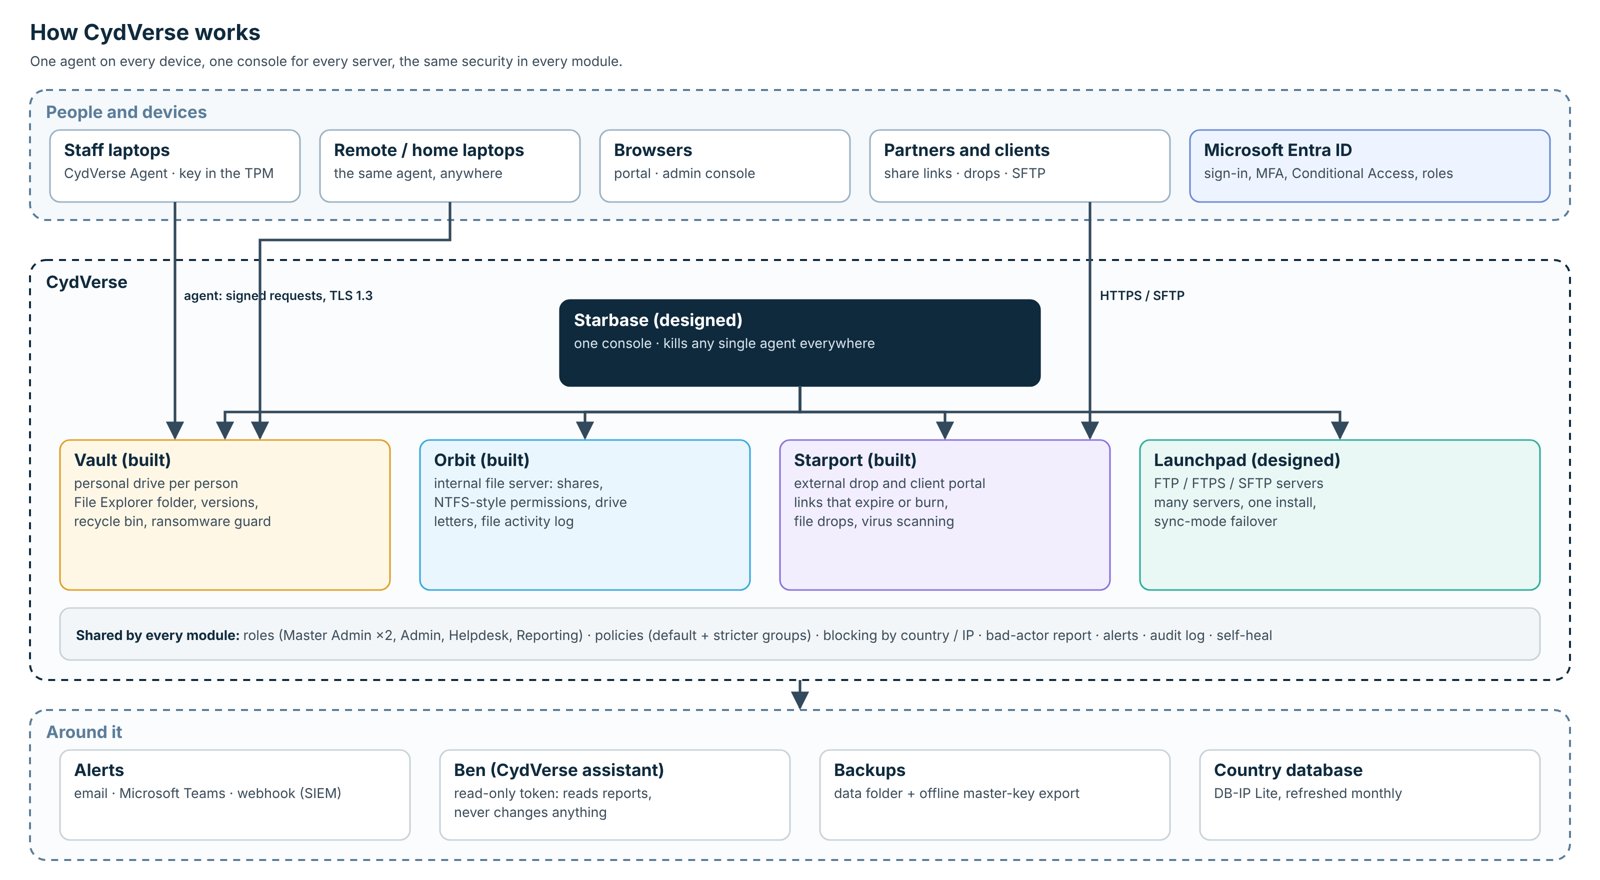 How CydVerse works
One agent on every device, one console for every server, the same security in every module.
People and devices
Staff laptops
CydVerse Agent · key in the TPM
Remote / home laptops
the same agent, anywhere
Browsers
portal · admin console
Partners and clients
share links · drops · SFTP
Microsoft Entra ID
sign-in, MFA, Conditional Access, roles
CydVerse
agent: signed requests, TLS 1.3
HTTPS / SFTP
Starbase (designed)
one console · kills any single agent everywhere
Vault (built)
personal drive per person
File Explorer folder, versions,
recycle bin, ransomware guard
Orbit (built)
internal file server: shares,
NTFS-style permissions, drive
letters, file activity log
Starport (built)
external drop and client portal
links that expire or burn,
file drops, virus scanning
Launchpad (designed)
FTP / FTPS / SFTP servers
many servers, one install,
sync-mode failover
Shared by every module: roles (Master Admin ×2, Admin, Helpdesk, Reporting) · policies (default + stricter groups) · blocking by country / IP · bad-actor report · alerts · audit log · self-heal
Around it
Alerts
email · Microsoft Teams · webhook (SIEM)
Ben (CydVerse assistant)
read-only token: reads reports,
never changes anything
Backups
data folder + offline master-key export
Country database
DB-IP Lite, refreshed monthly